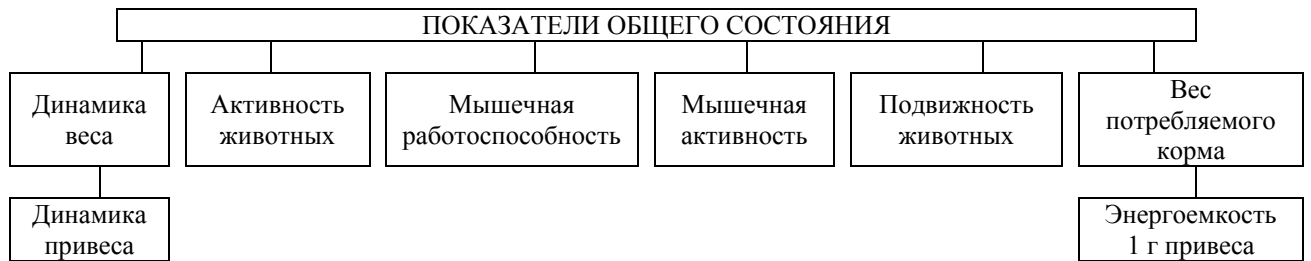 ПОКАЗАТЕЛИ ОБЩЕГО СОСТОЯНИЯ
Динамика
веса
Активность
животных
Мышечная
работоспособность
Мышечная
активность
Подвижность
животных
Вес
потребляемого
корма
Динамика
привеса
Энергоемкость
1 г привеса